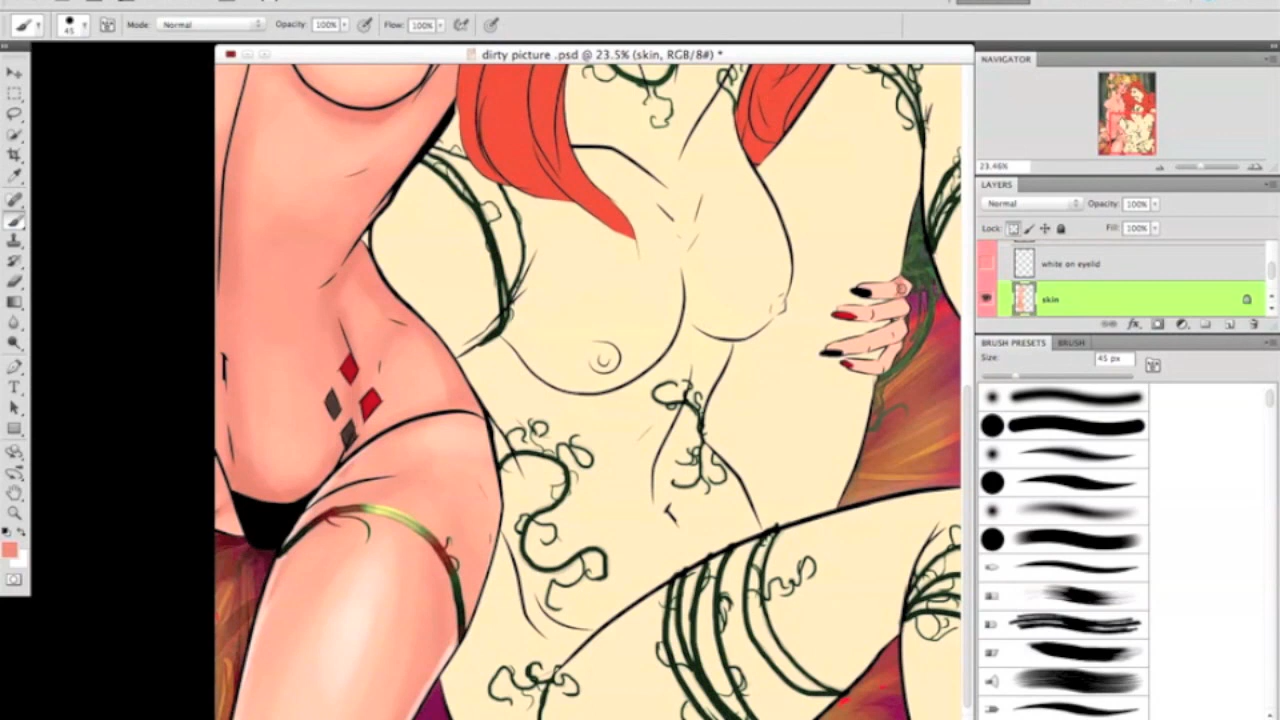 Mode: Normal Opacity: 100% Flow: 100%
45
dirty picture .psd @ 23.5% (skin, RGB/8#) *
NAVIGATOR
23.46%
LAYERS
Normal Opacity: 100%
Lock: Fill: 100%
white on eyelid
skin
BRUSH PRESETS BRUSH
Size: 45 px